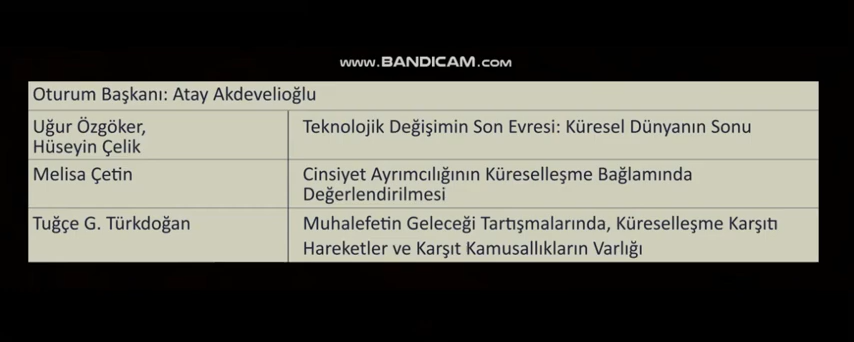 www.BANDICAM.com
Oturum Başkanı: Atay Akdevelioğlu
Uğur Özgöker,
Hüseyin Çelik
Teknolojik Değişimin Son Evresi: Küresel Dünyanın Sonu
Melisa Çetin
Cinsiyet Ayrımcılığının Küreselleşme Bağlamında
Değerlendirilmesi
Tuğçe G. Türkdoğan
Muhalefetin Geleceği Tartışmalarında, Küreselleşme Karşıtı
Hareketler ve Karşıt Kamusallıkların Varlığı